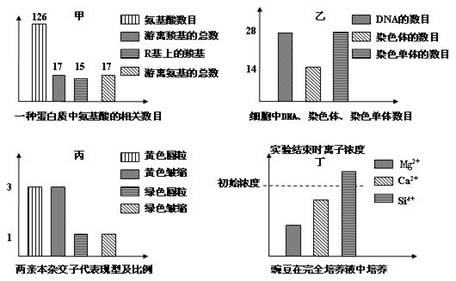 甲
126
17
15
17
氨基酸数目
游离羧基的总数
R基上的羧基
游离氨基的总数
一种蛋白质中氨基酸的相关数目
乙
28
14
DNA的数目
染色体的数目
染色单体的数目
细胞中DNA、染色体、染色单体数目
丙
3
1
黄色圆粒
黄色皱缩
绿色圆粒
绿色皱缩
两亲本杂交子代表现型及比例
实验结束时离子浓度
丁
初始浓度
Mg²⁺
Ca²⁺
Si⁴⁺
豌豆在完全培养液中培养